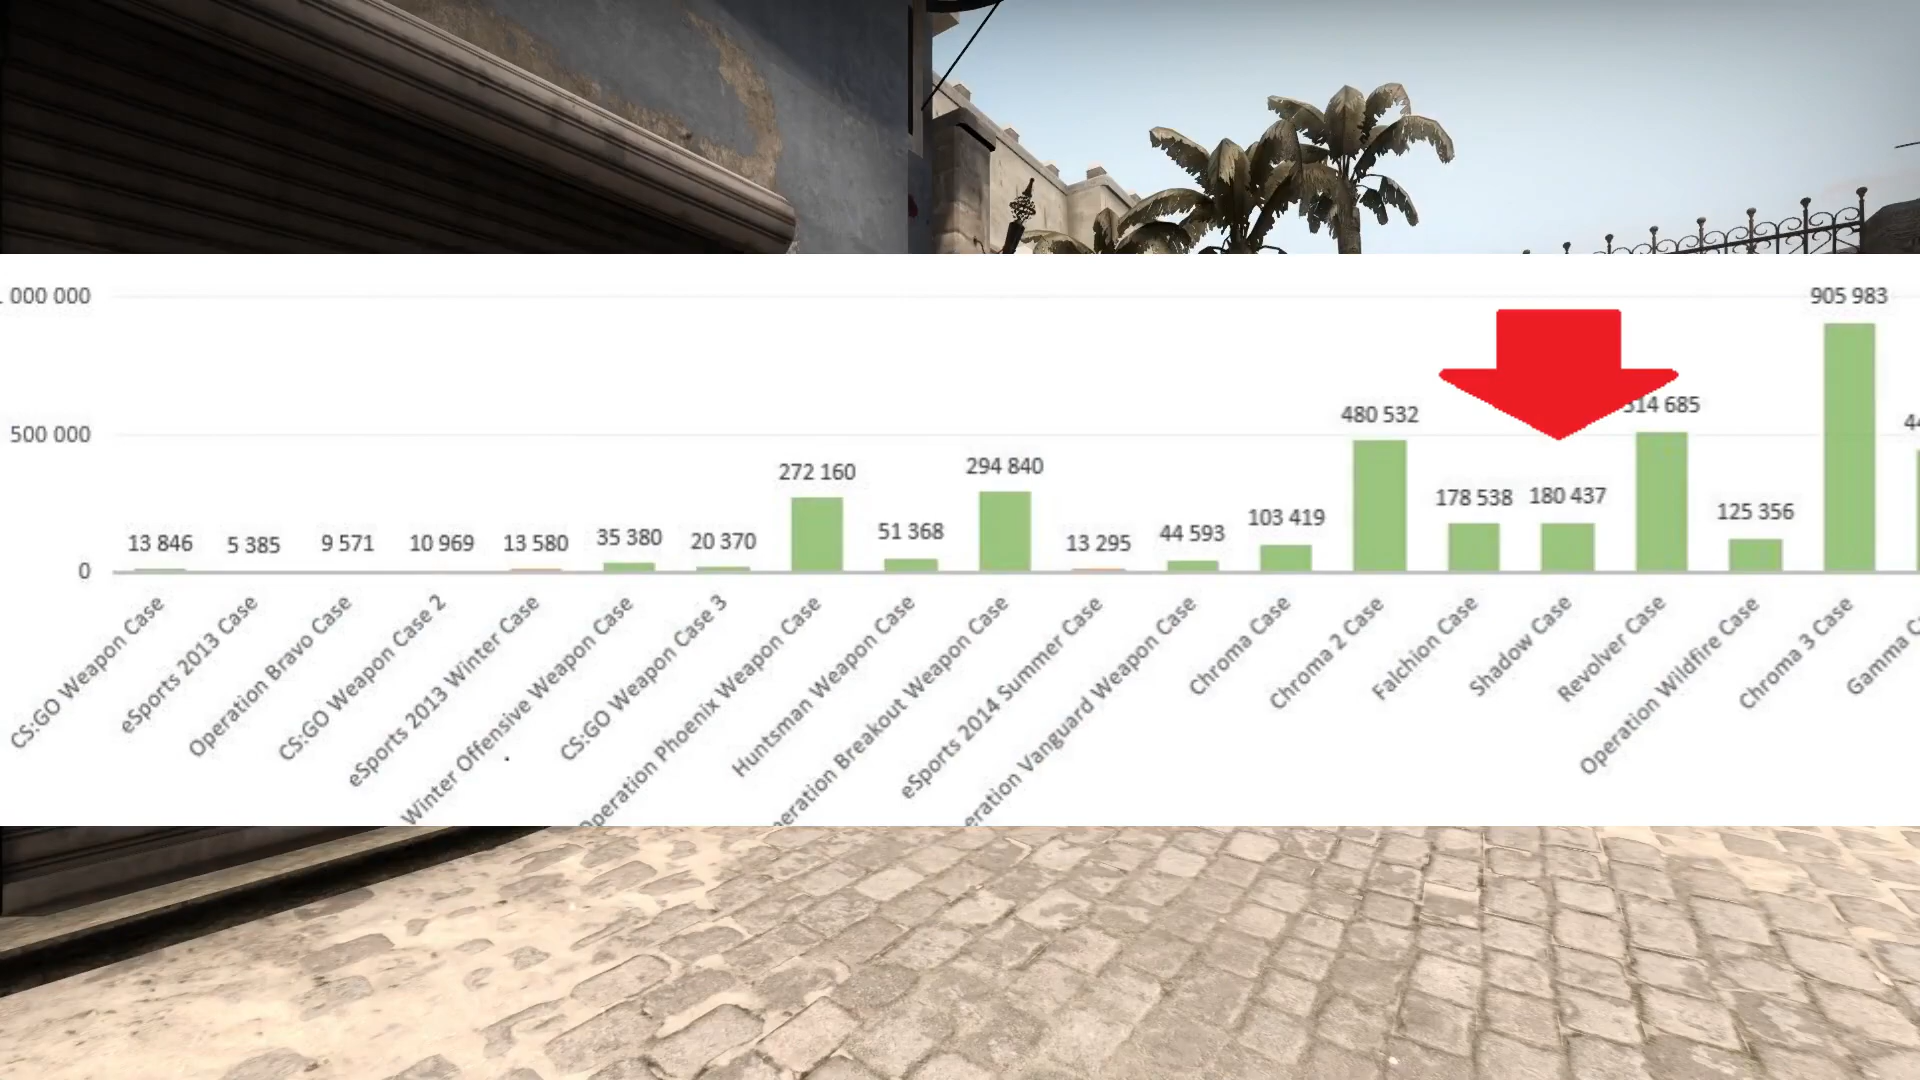 000 000
905 983
514 685
480 532
500 000
272 160
294 840
178 538
180 437
51 368
103 419
125 356
13 846
5 385
9 571
10 969
13 580
35 380
20 370
13 295
44 593
0
CS:GO Weapon Case
eSports 2013 Case
Operation Bravo Case
CS:GO Weapon Case 2
eSports 2013 Winter Case
Winter Offensive Weapon Case
CS:GO Weapon Case 3
Operation Phoenix Weapon Case
Huntsman Weapon Case
eration Breakout Weapon Case
eSports 2014 Summer Case
eration Vanguard Weapon Case
Chroma Case
Chroma 2 Case
Falchion Case
Shadow Case
Revolver Case
Operation Wildfire Case
Chroma 3 Case
Gamma